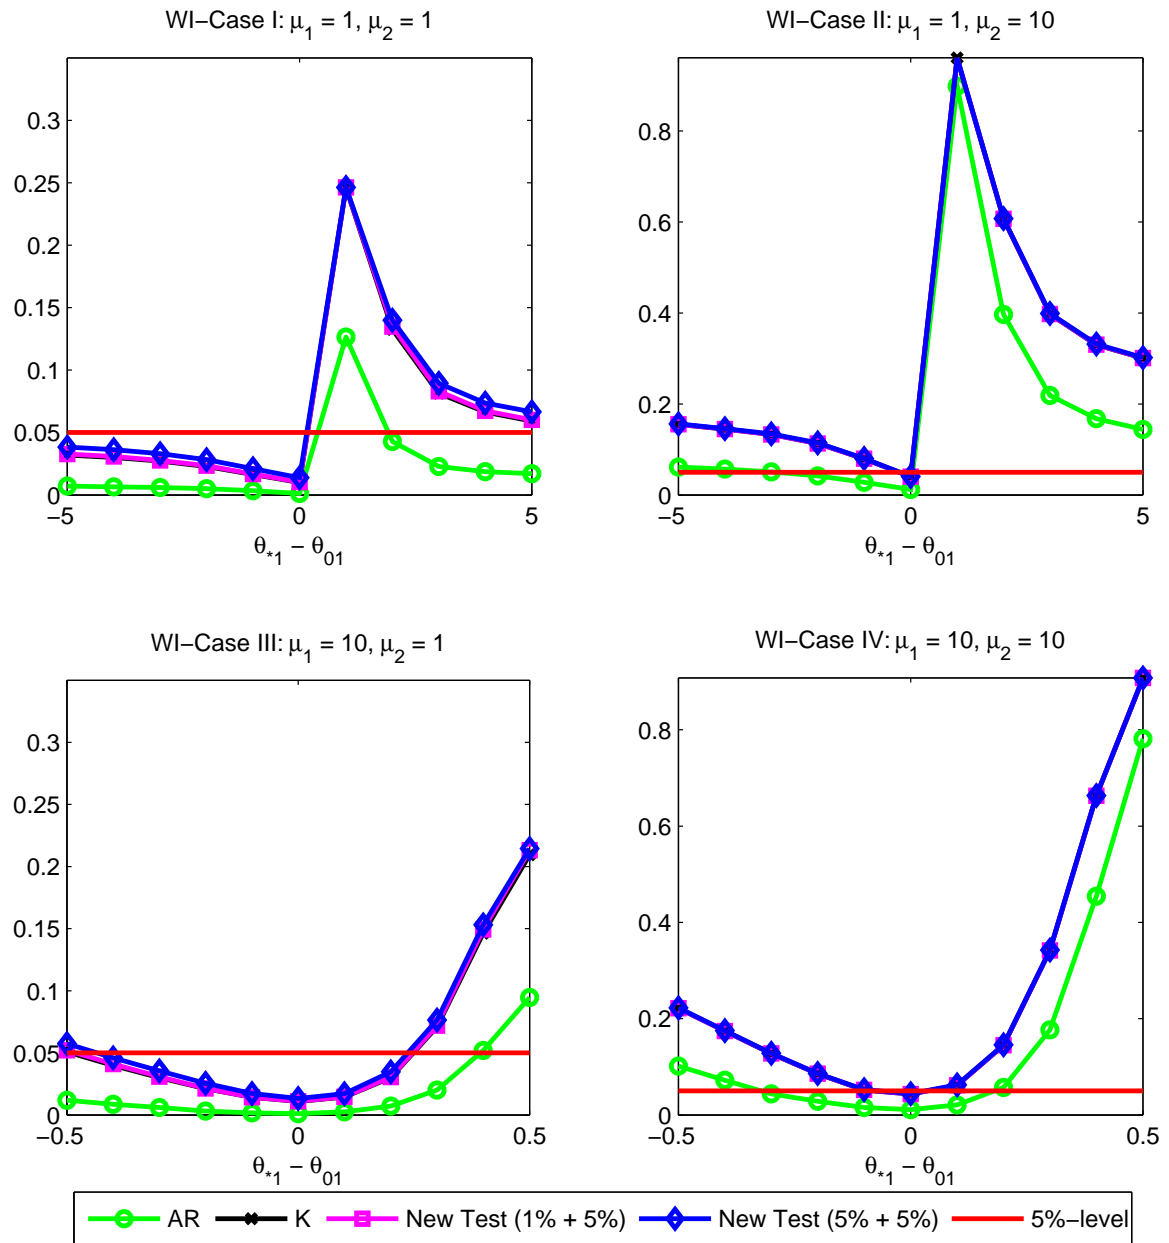 WI−Case I: μ1 = 1, μ2 = 1
0.3
0.25
0.2
0.15
0.1
0.05
0
−5 0 5
θ*1 − θ01
WI−Case II: μ1 = 1, μ2 = 10
0.8
0.6
0.4
0.2
0
−5 0 5
θ*1 − θ01
WI−Case III: μ1 = 10, μ2 = 1
0.3
0.25
0.2
0.15
0.1
0.05
0
−0.5 0 0.5
θ*1 − θ01
WI−Case IV: μ1 = 10, μ2 = 10
0.8
0.6
0.4
0.2
0
−0.5 0 0.5
θ*1 − θ01
AR K New Test (1% + 5%) New Test (5% + 5%) 5%−level